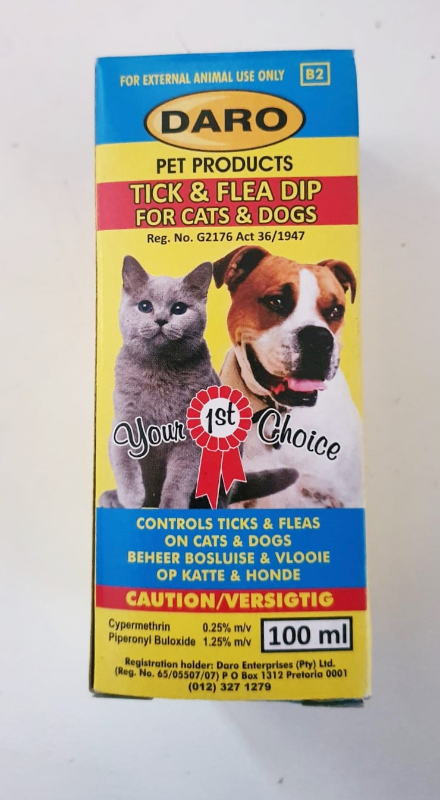 FOR EXTERNAL ANIMAL USE ONLY B2
DARO
PET PRODUCTS
TICK & FLEA DIP
FOR CATS & DOGS
Reg. No. G2176 Act 36/1947
Your 1st Choice
CONTROLS TICKS & FLEAS
ON CATS & DOGS
BEHEER BOSLUISE & VLOOIE
OP KATTE & HONDE
CAUTION/VERSIGTIG
Cypermethrin 0.25% m/v
Piperonyl Buloxide 1.25% m/v
100 ml
Registration holder: Daro Enterprises (Pty) Ltd.
(Reg. No. 65/05507/07) P O Box 1312 Pretoria 0001
(012) 327 1279